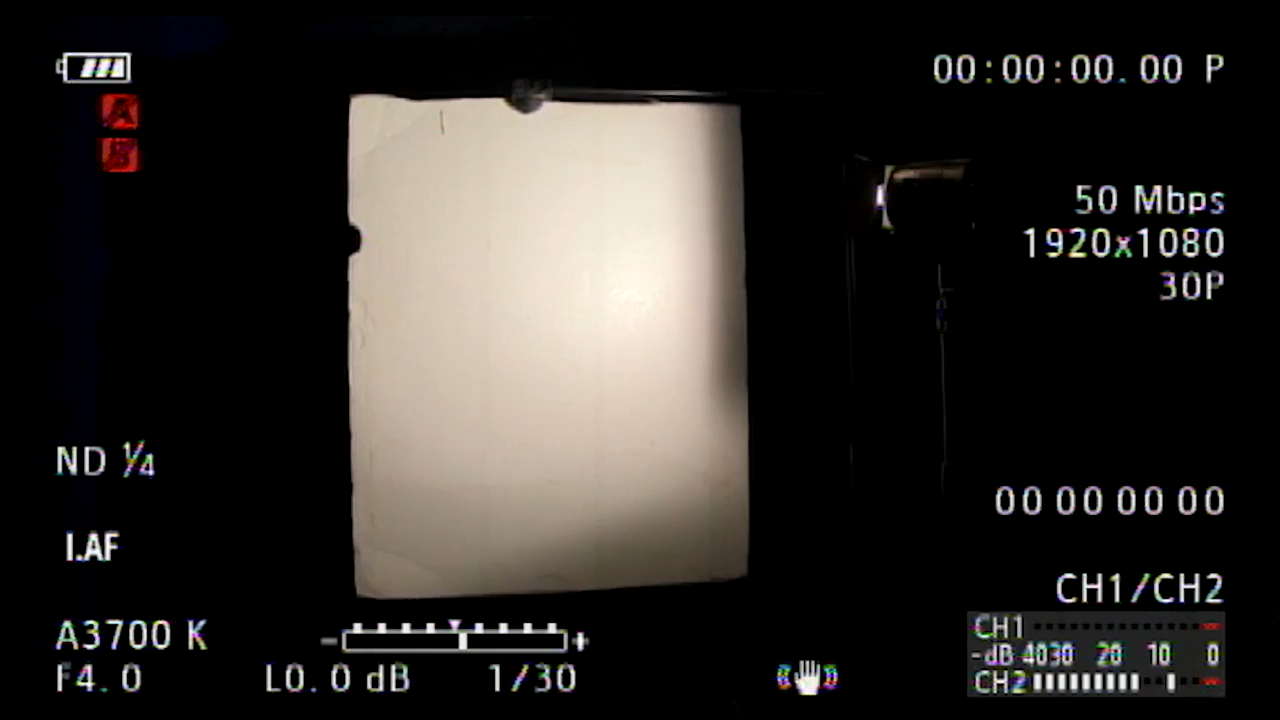 00:00:00.00 P
A
B
50 Mbps
1920x1080
30P
ND 1/4
00 00 00 00
I.AF
CH1/CH2
CH1
-dB 40 30 20 10 0
CH2
A3700 K
- +
F4.0 L0.0 dB 1/30